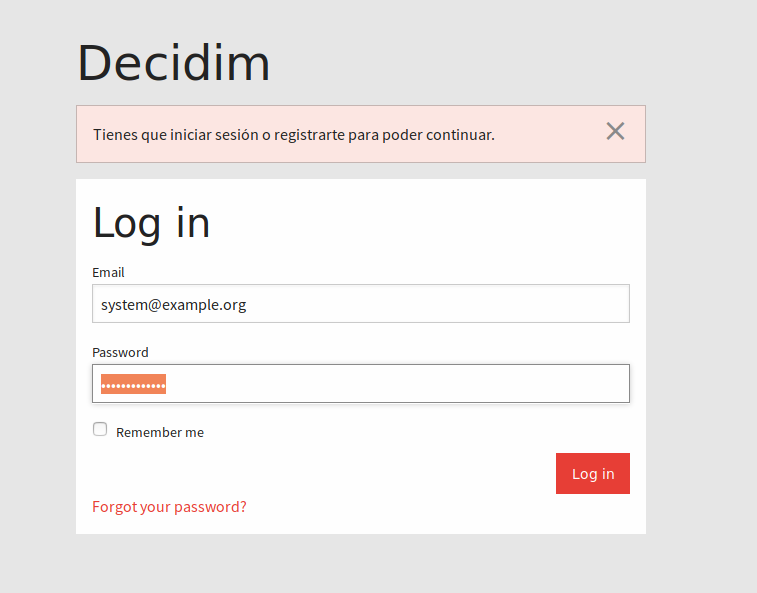 Decidim
Tienes que iniciar sesión o registrarte para poder continuar.
Log in
Email
system@example.org
Password
•••••••••••••
Remember me
Log in
Forgot your password?